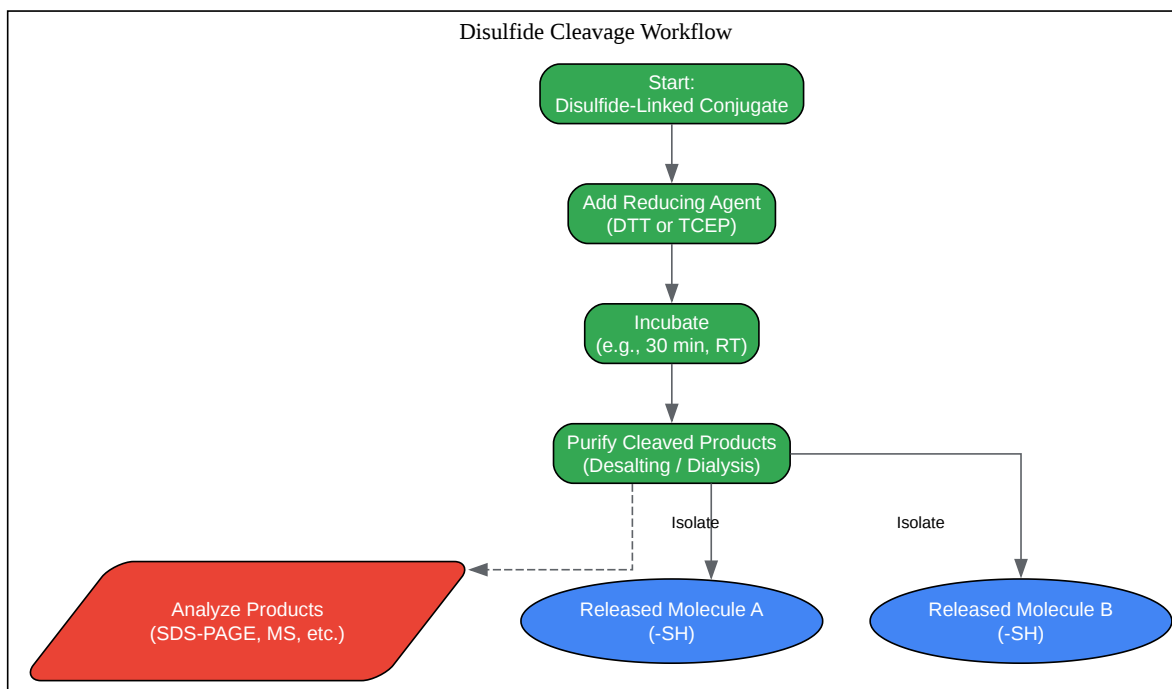 Disulfide Cleavage Workflow
Start:
Disulfide-Linked Conjugate
Add Reducing Agent
(DTT or TCEP)
Incubate
(e.g., 30 min, RT)
Purify Cleaved Products
(Desalting / Dialysis)
Isolate
Isolate
Analyze Products
(SDS-PAGE, MS, etc.)
Released Molecule A
(-SH)
Released Molecule B
(-SH)